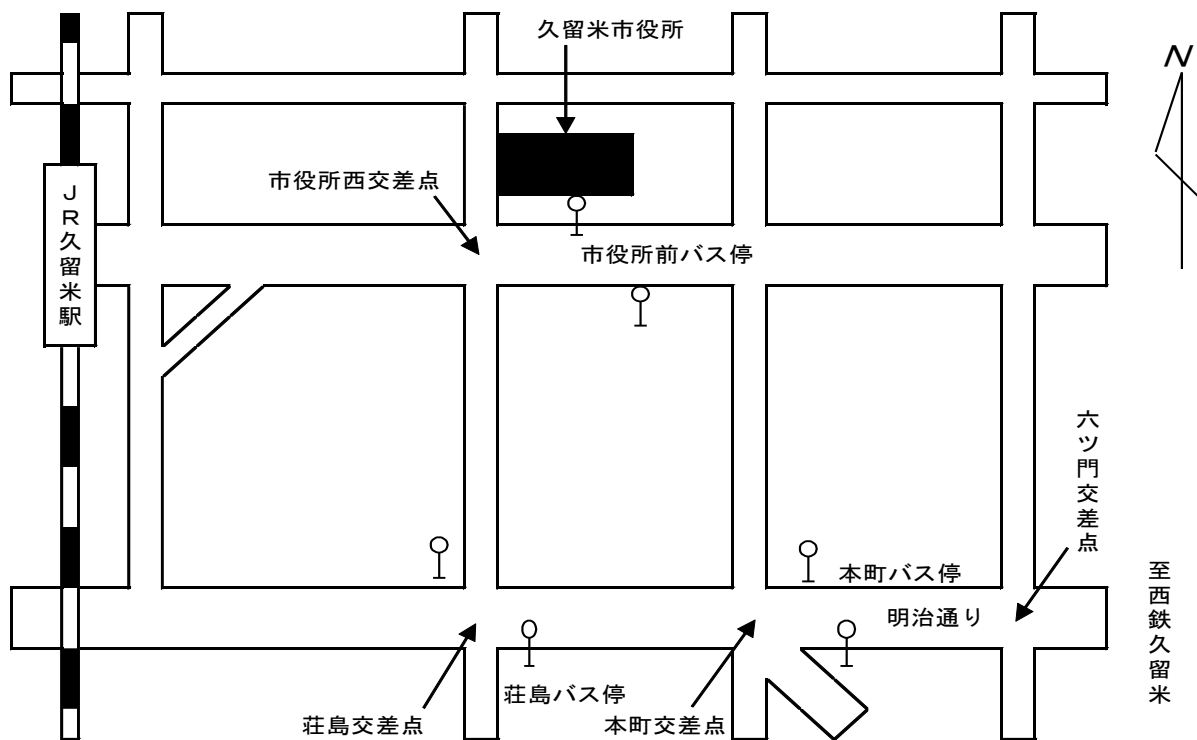 久留米市役所
N
市役所西交差点
JR久留米駅
市役所前バス停
六ツ門交差点
本町バス停
至西鉄久留米
明治通り
荘島バス停
荘島交差点
本町交差点